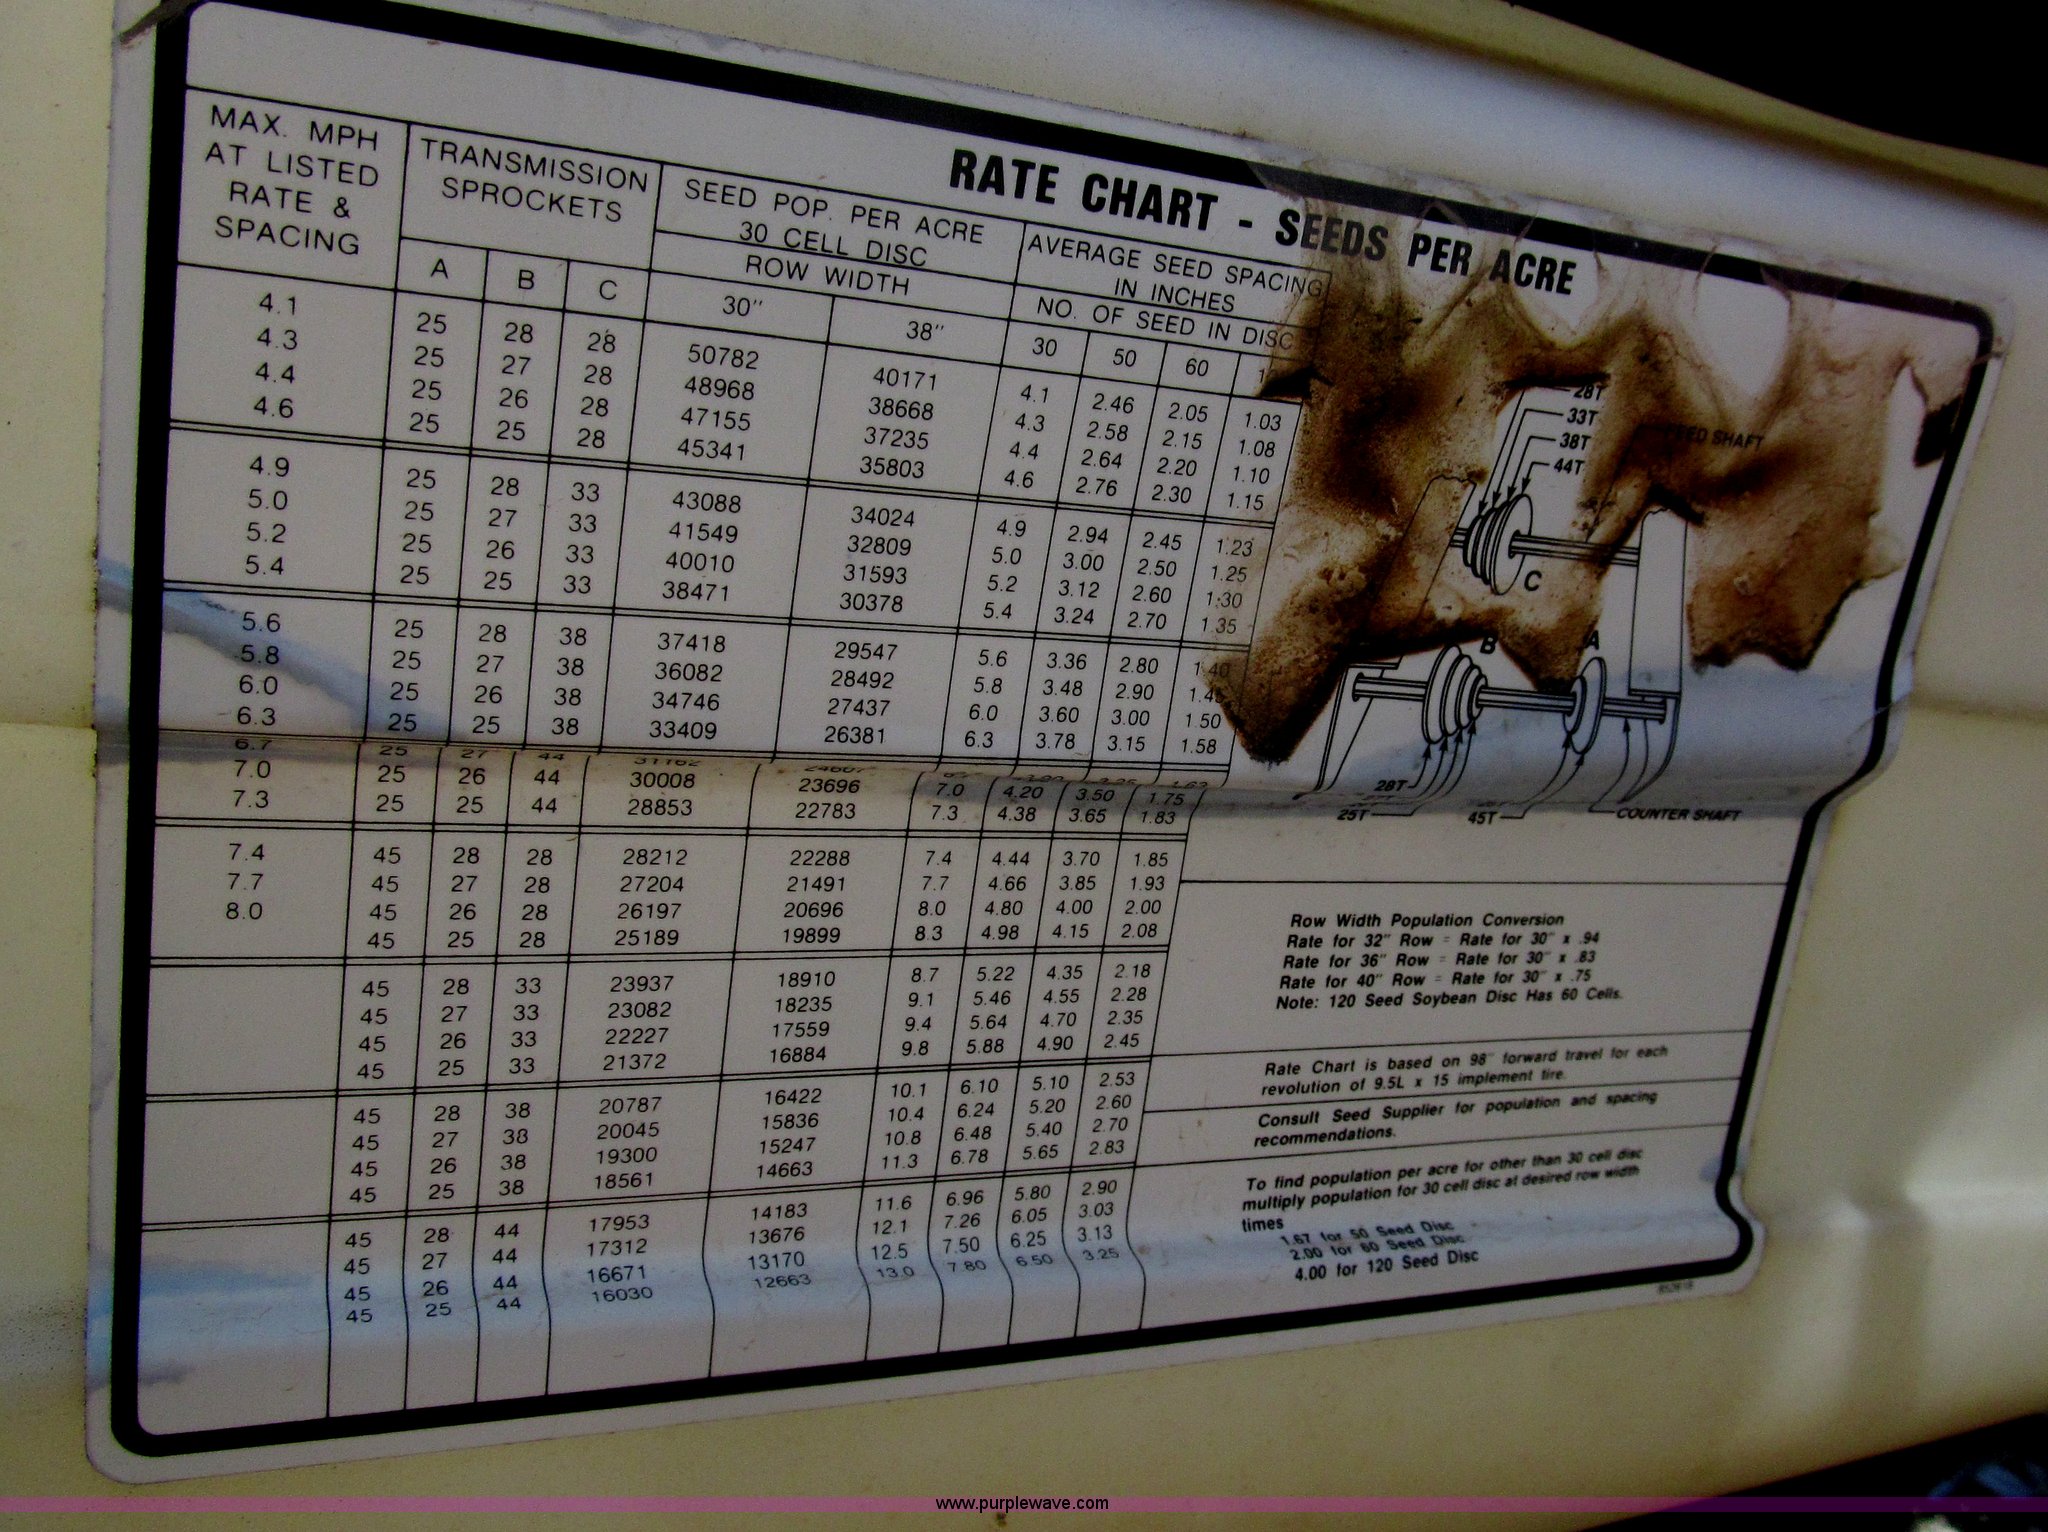 RATE CHART - SEEDS PER ACRE
MAX. MPH
AT LISTED
RATE &
SPACING
TRANSMISSION
SPROCKETS
A B C
SEED POP. PER ACRE
30 CELL DISC
ROW WIDTH
30" 38"
AVERAGE SEED SPACING
IN INCHES
NO. OF SEED IN DISC
30 50 60
4.1 25 28 28 50782 40171 4.1 2.46 2.05 1.03
4.3 25 27 28 48968 38668 4.3 2.58 2.15 1.08
4.4 25 26 28 47155 37235 4.4 2.64 2.20 1.10
4.6 25 25 28 45341 35803 4.6 2.76 2.30 1.15
4.9 25 28 33 43088 34024 4.9 2.94 2.45 1.23
5.0 25 27 33 41549 32809 5.0 3.00 2.50 1.25
5.2 25 26 33 40010 31593 5.2 3.12 2.60 1.30
5.4 25 25 33 38471 30378 5.4 3.24 2.70 1.35
5.6 25 28 38 37418 29547 5.6 3.36 2.80 1.40
5.8 25 27 38 36082 28492 5.8 3.48 2.90
6.0 25 26 38 34746 27437 6.0 3.60 3.00 1.50
6.3 25 25 38 33409 26381 6.3 3.78 3.15 1.58
6.7 25 27 44
7.0 25 26 44 30008 23696 7.0 4.20 3.50 1.75
7.3 25 25 44 28853 22783 7.3 4.38 3.65 1.83
7.4 45 28 28 28212 22288 7.4 4.44 3.70 1.85
7.7 45 27 28 27204 21491 7.7 4.66 3.85 1.93
8.0 45 26 28 26197 20696 8.0 4.80 4.00 2.00
45 25 28 25189 19899 8.3 4.98 4.15 2.08
45 28 33 23937 18910 8.7 5.22 4.35 2.18
45 27 33 23082 18235 9.1 5.46 4.55 2.28
45 26 33 22227 17559 9.4 5.64 4.70 2.35
45 25 33 21372 16884 9.8 5.88 4.90 2.45
45 28 38 20787 16422 10.1 6.10 5.10 2.53
45 27 38 20045 15836 10.4 6.24 5.20 2.60
45 26 38 19300 15247 10.8 6.48 5.40 2.70
45 25 38 18561 14663 11.3 6.78 5.65 2.83
45 28 44 17953 14183 11.6 6.96 5.80 2.90
45 27 44 17312 13676 12.1 7.26 6.05 3.03
45 26 44 16671 13170 12.5 7.50 6.25 3.13
45 25 44 16030 12663 13.0 7.80 6.50 3.25
28T
33T
38T
44T
SHAFT
C
B
A
28T
25T
45T
COUNTER SHAFT
Row Width Population Conversion
Rate for 32" Row = Rate for 30" x .94
Rate for 36" Row = Rate for 30" x .83
Rate for 40" Row = Rate for 30" x .75
Note: 120 Seed Soybean Disc Has 60 Cells.
Rate Chart is based on 98" forward travel for each
revolution of 9.5L x 15 implement tire.
Consult Seed Supplier for population and spacing
recommendations.
To find population per acre for other than 30 cell disc
multiply population for 30 cell disc at desired row width
times
1.67 for 50 Seed Disc
2.00 for 60 Seed Disc
4.00 for 120 Seed Disc
www.purplewave.com